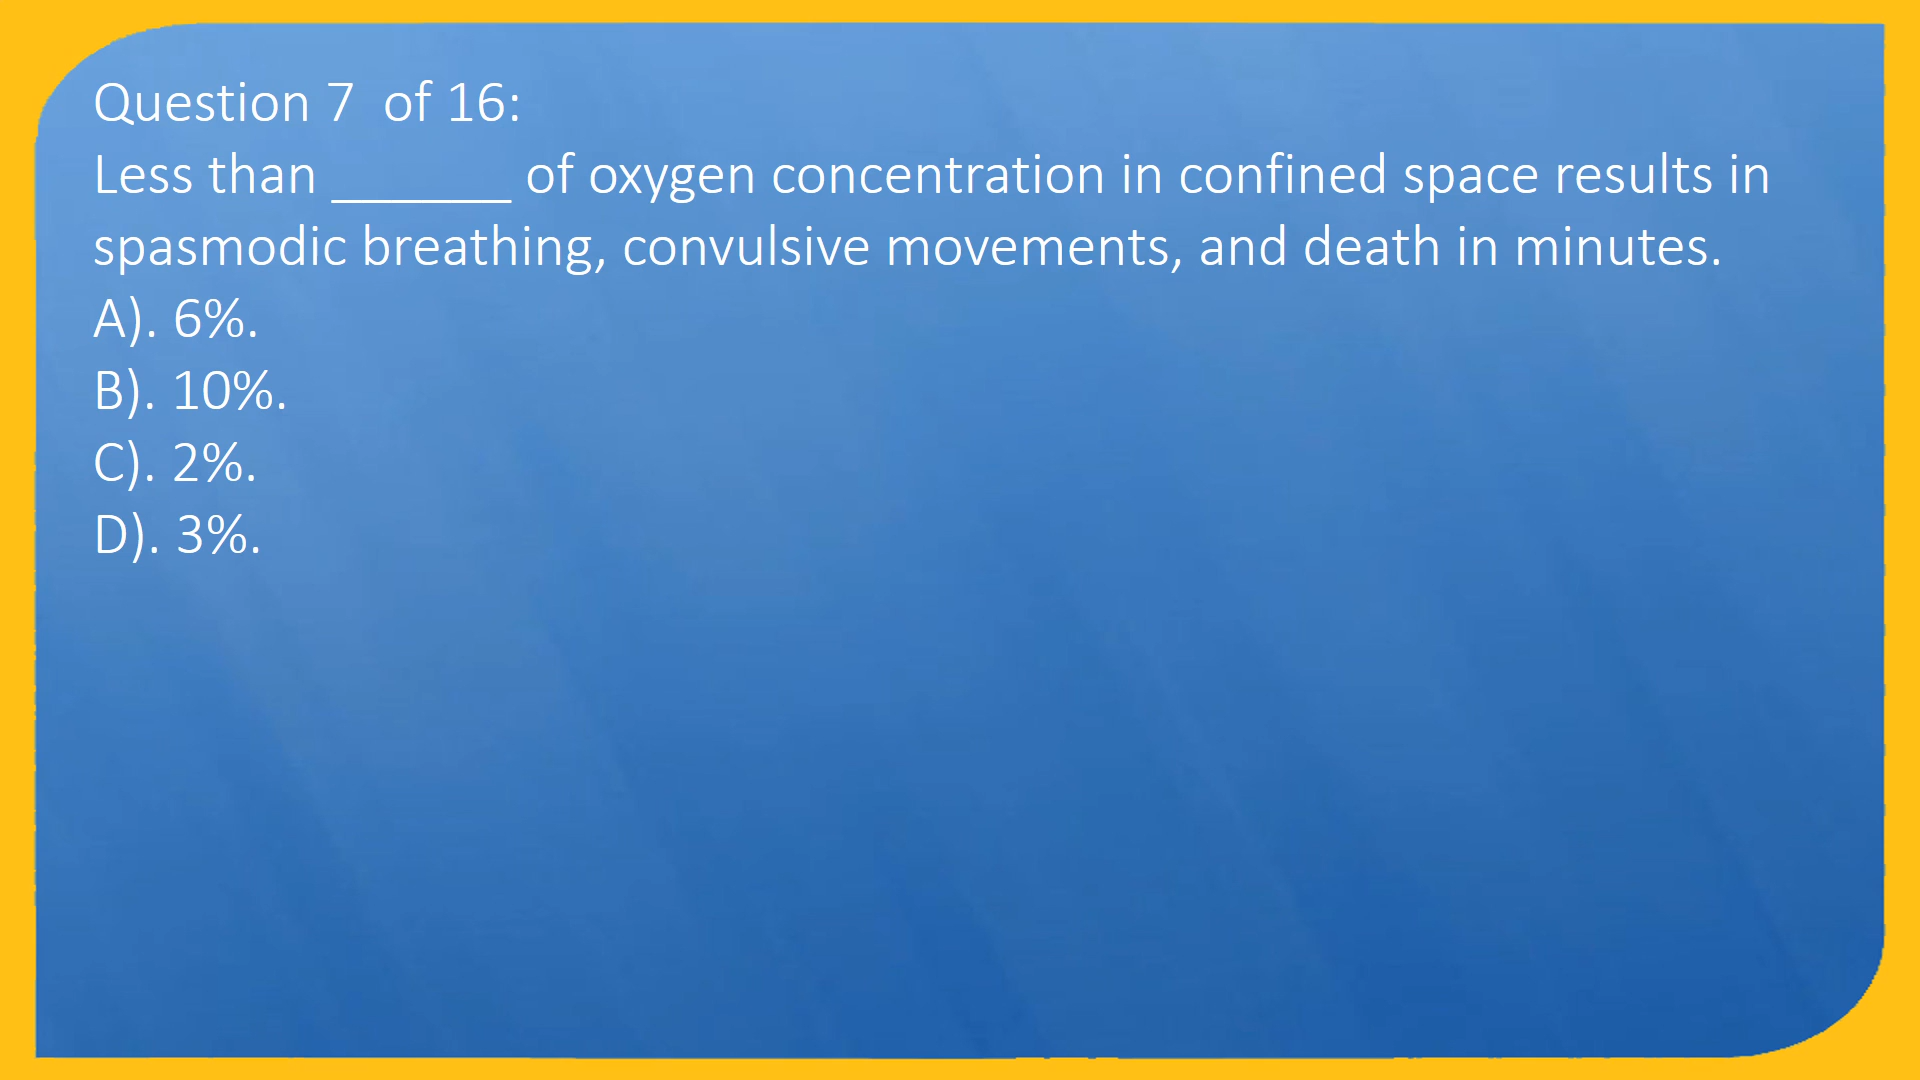 Question 7  of 16:
Less than _______ of oxygen concentration in confined space results in
spasmodic breathing, convulsive movements, and death in minutes.
A). 6%.
B). 10%.
C). 2%.
D). 3%.